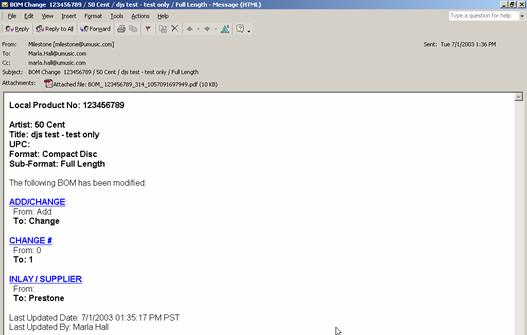 BOM Change 123456789 / 50 Cent / djs test - test only / Full Length - Message (HTML)
File Edit View Insert Format Tools Actions Help
Type a question for help
Reply Reply to All Forward
From: Milestone [milestone@umusic.com] Sent: Tue 7/1/2003 1:36 PM
To: Marla.Hall@umusic.com
Cc: marla.hall@umusic.com
Subject: BOM Change 123456789 / 50 Cent / djs test - test only / Full Length
Attachments: Attached file: BOM_ 123456789_314_1057091697949.pdf (10 KB)
Local Product No: 123456789
Artist: 50 Cent
Title: djs test - test only
UPC:
Format: Compact Disc
Sub-Format: Full Length
The following BOM has been modified:
ADD/CHANGE:
From: Add
To: Change
CHANGE #
From: 0
To: 1
INLAY / SUPPLIER
From:
To: Prestone
Last Updated Date: 7/1/2003 01:35:17 PM PST
Last Updated By: Marla Hall